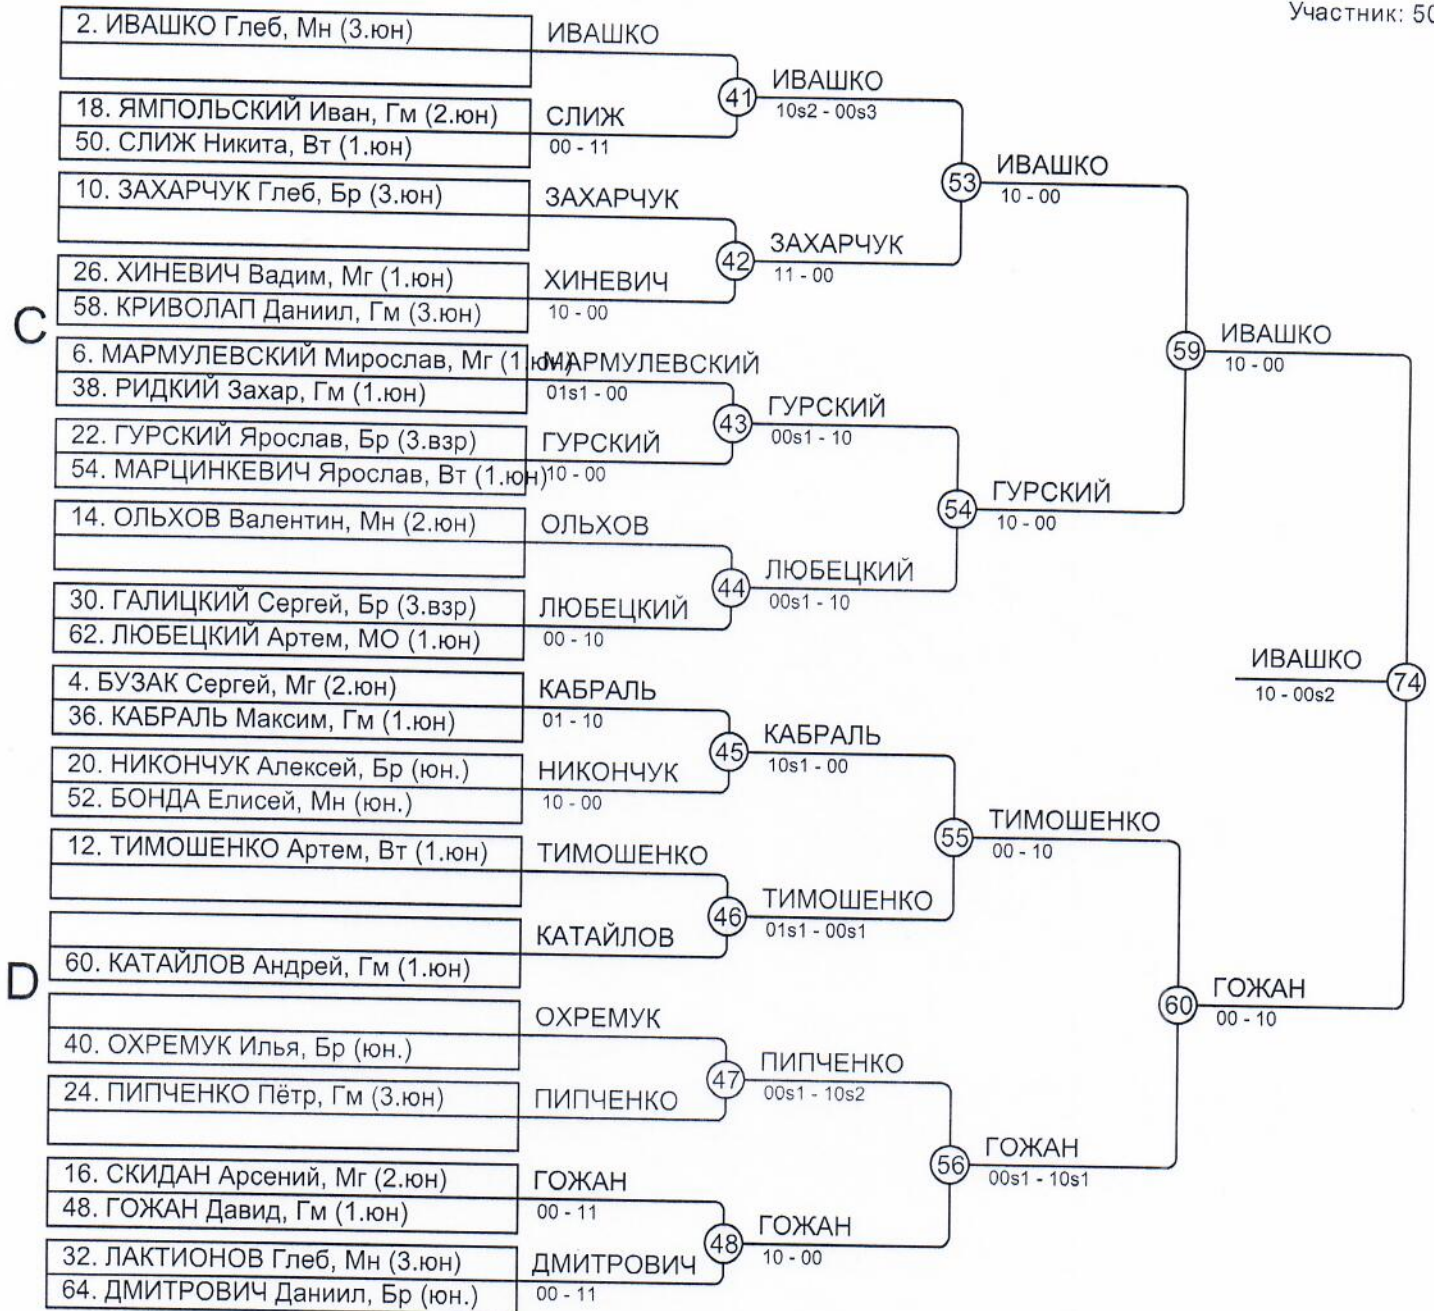 Участник: 50
2. ИВАШКО Глеб, Мн (3.юн)
ИВАШКО
41
ИВАШКО
10s2 - 00s3
18. ЯМПОЛЬСКИЙ Иван, Гм (2.юн)
50. СЛИЖ Никита, Вт (1.юн)
СЛИЖ
00 - 11
53
ИВАШКО
10 - 00
10. ЗАХАРЧУК Глеб, Бр (3.юн)
ЗАХАРЧУК
42
ЗАХАРЧУК
11 - 00
26. ХИНЕВИЧ Вадим, Мг (1.юн)
58. КРИВОЛАП Даниил, Гм (3.юн)
ХИНЕВИЧ
10 - 00
C
59
ИВАШКО
10 - 00
6. МАРМУЛЕВСКИЙ Мирослав, Мг (1.юн)
38. РИДКИЙ Захар, Гм (1.юн)
МАРМУЛЕВСКИЙ
01s1 - 00
43
ГУРСКИЙ
00s1 - 10
22. ГУРСКИЙ Ярослав, Бр (3.взр)
54. МАРЦИНКЕВИЧ Ярослав, Вт (1.юн)
ГУРСКИЙ
10 - 00
54
ГУРСКИЙ
10 - 00
14. ОЛЬХОВ Валентин, Мн (2.юн)
ОЛЬХОВ
44
ЛЮБЕЦКИЙ
00s1 - 10
30. ГАЛИЦКИЙ Сергей, Бр (3.взр)
62. ЛЮБЕЦКИЙ Артем, МО (1.юн)
ЛЮБЕЦКИЙ
00 - 10
ИВАШКО
10 - 00s2
74
4. БУЗАК Сергей, Мг (2.юн)
36. КАБРАЛЬ Максим, Гм (1.юн)
КАБРАЛЬ
01 - 10
45
КАБРАЛЬ
10s1 - 00
20. НИКОНЧУК Алексей, Бр (юн.)
52. БОНДА Елисей, Мн (юн.)
НИКОНЧУК
10 - 00
55
ТИМОШЕНКО
00 - 10
12. ТИМОШЕНКО Артем, Вт (1.юн)
ТИМОШЕНКО
46
ТИМОШЕНКО
01s1 - 00s1
60. КАТАЙЛОВ Андрей, Гм (1.юн)
КАТАЙЛОВ
D
60
ГОЖАН
00 - 10
40. ОХРЕМУК Илья, Бр (юн.)
ОХРЕМУК
47
ПИПЧЕНКО
00s1 - 10s2
24. ПИПЧЕНКО Пётр, Гм (3.юн)
ПИПЧЕНКО
56
ГОЖАН
00s1 - 10s1
16. СКИДАН Арсений, Мг (2.юн)
48. ГОЖАН Давид, Гм (1.юн)
ГОЖАН
00 - 11
48
ГОЖАН
10 - 00
32. ЛАКТИОНОВ Глеб, Мн (3.юн)
64. ДМИТРОВИЧ Даниил, Бр (юн.)
ДМИТРОВИЧ
00 - 11